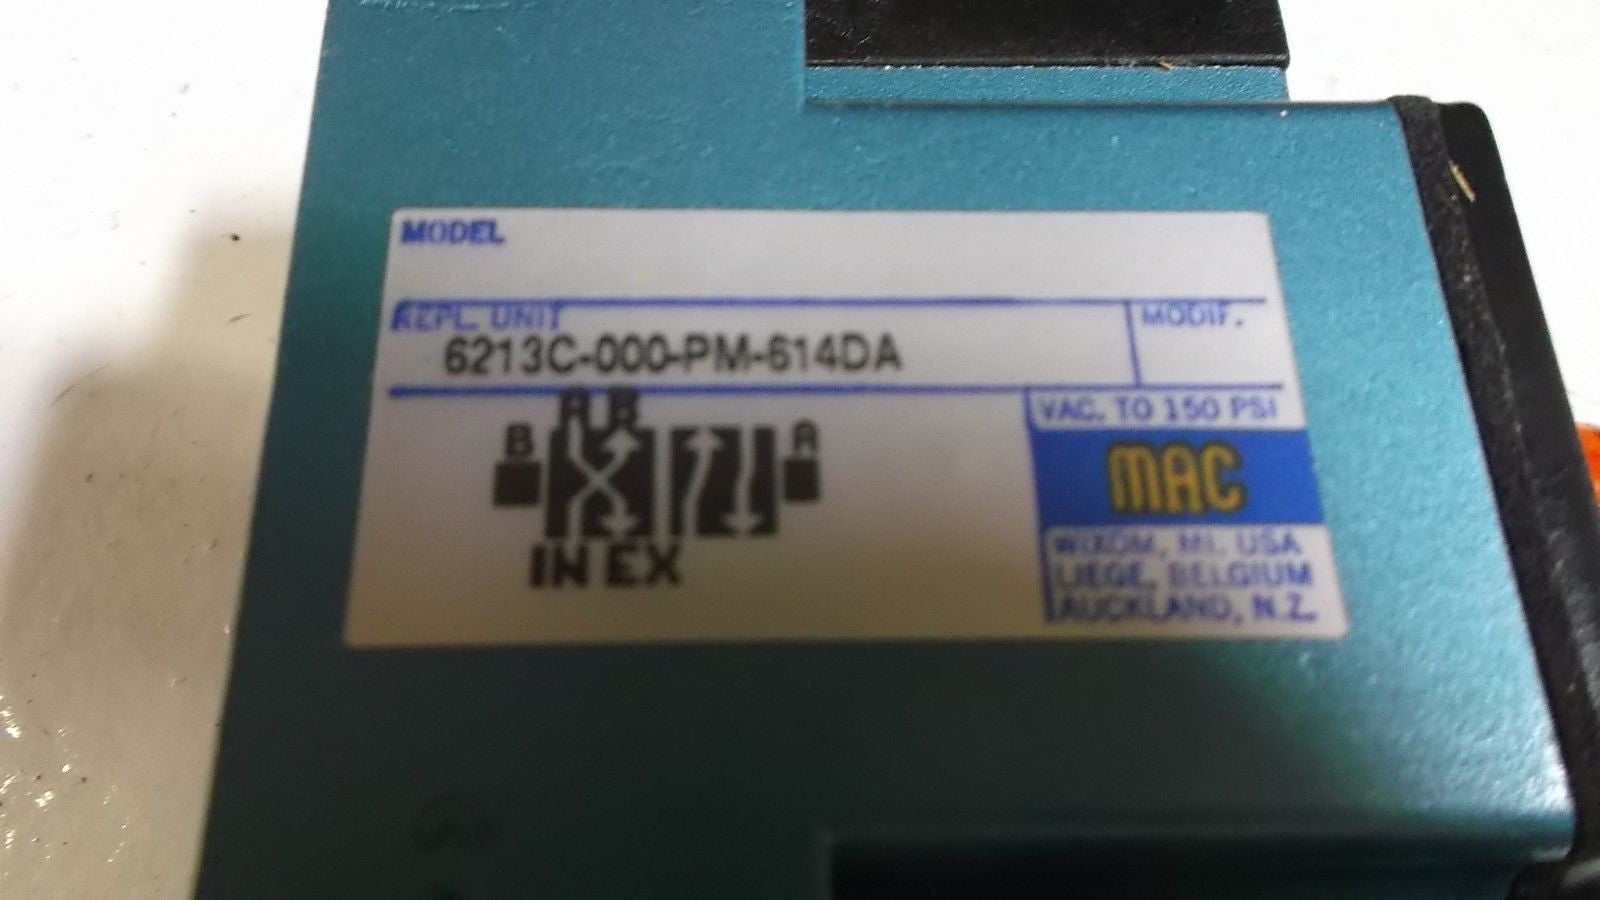 MODEL
REPL. UNIT
MODIF.
6213C-000-PM-614DA
VAC. TO 150 PSI
A B
B
A
MAC
IN EX
WIXOM, MI. USA
LIEGE, BELGIUM
AUCKLAND, N.Z.